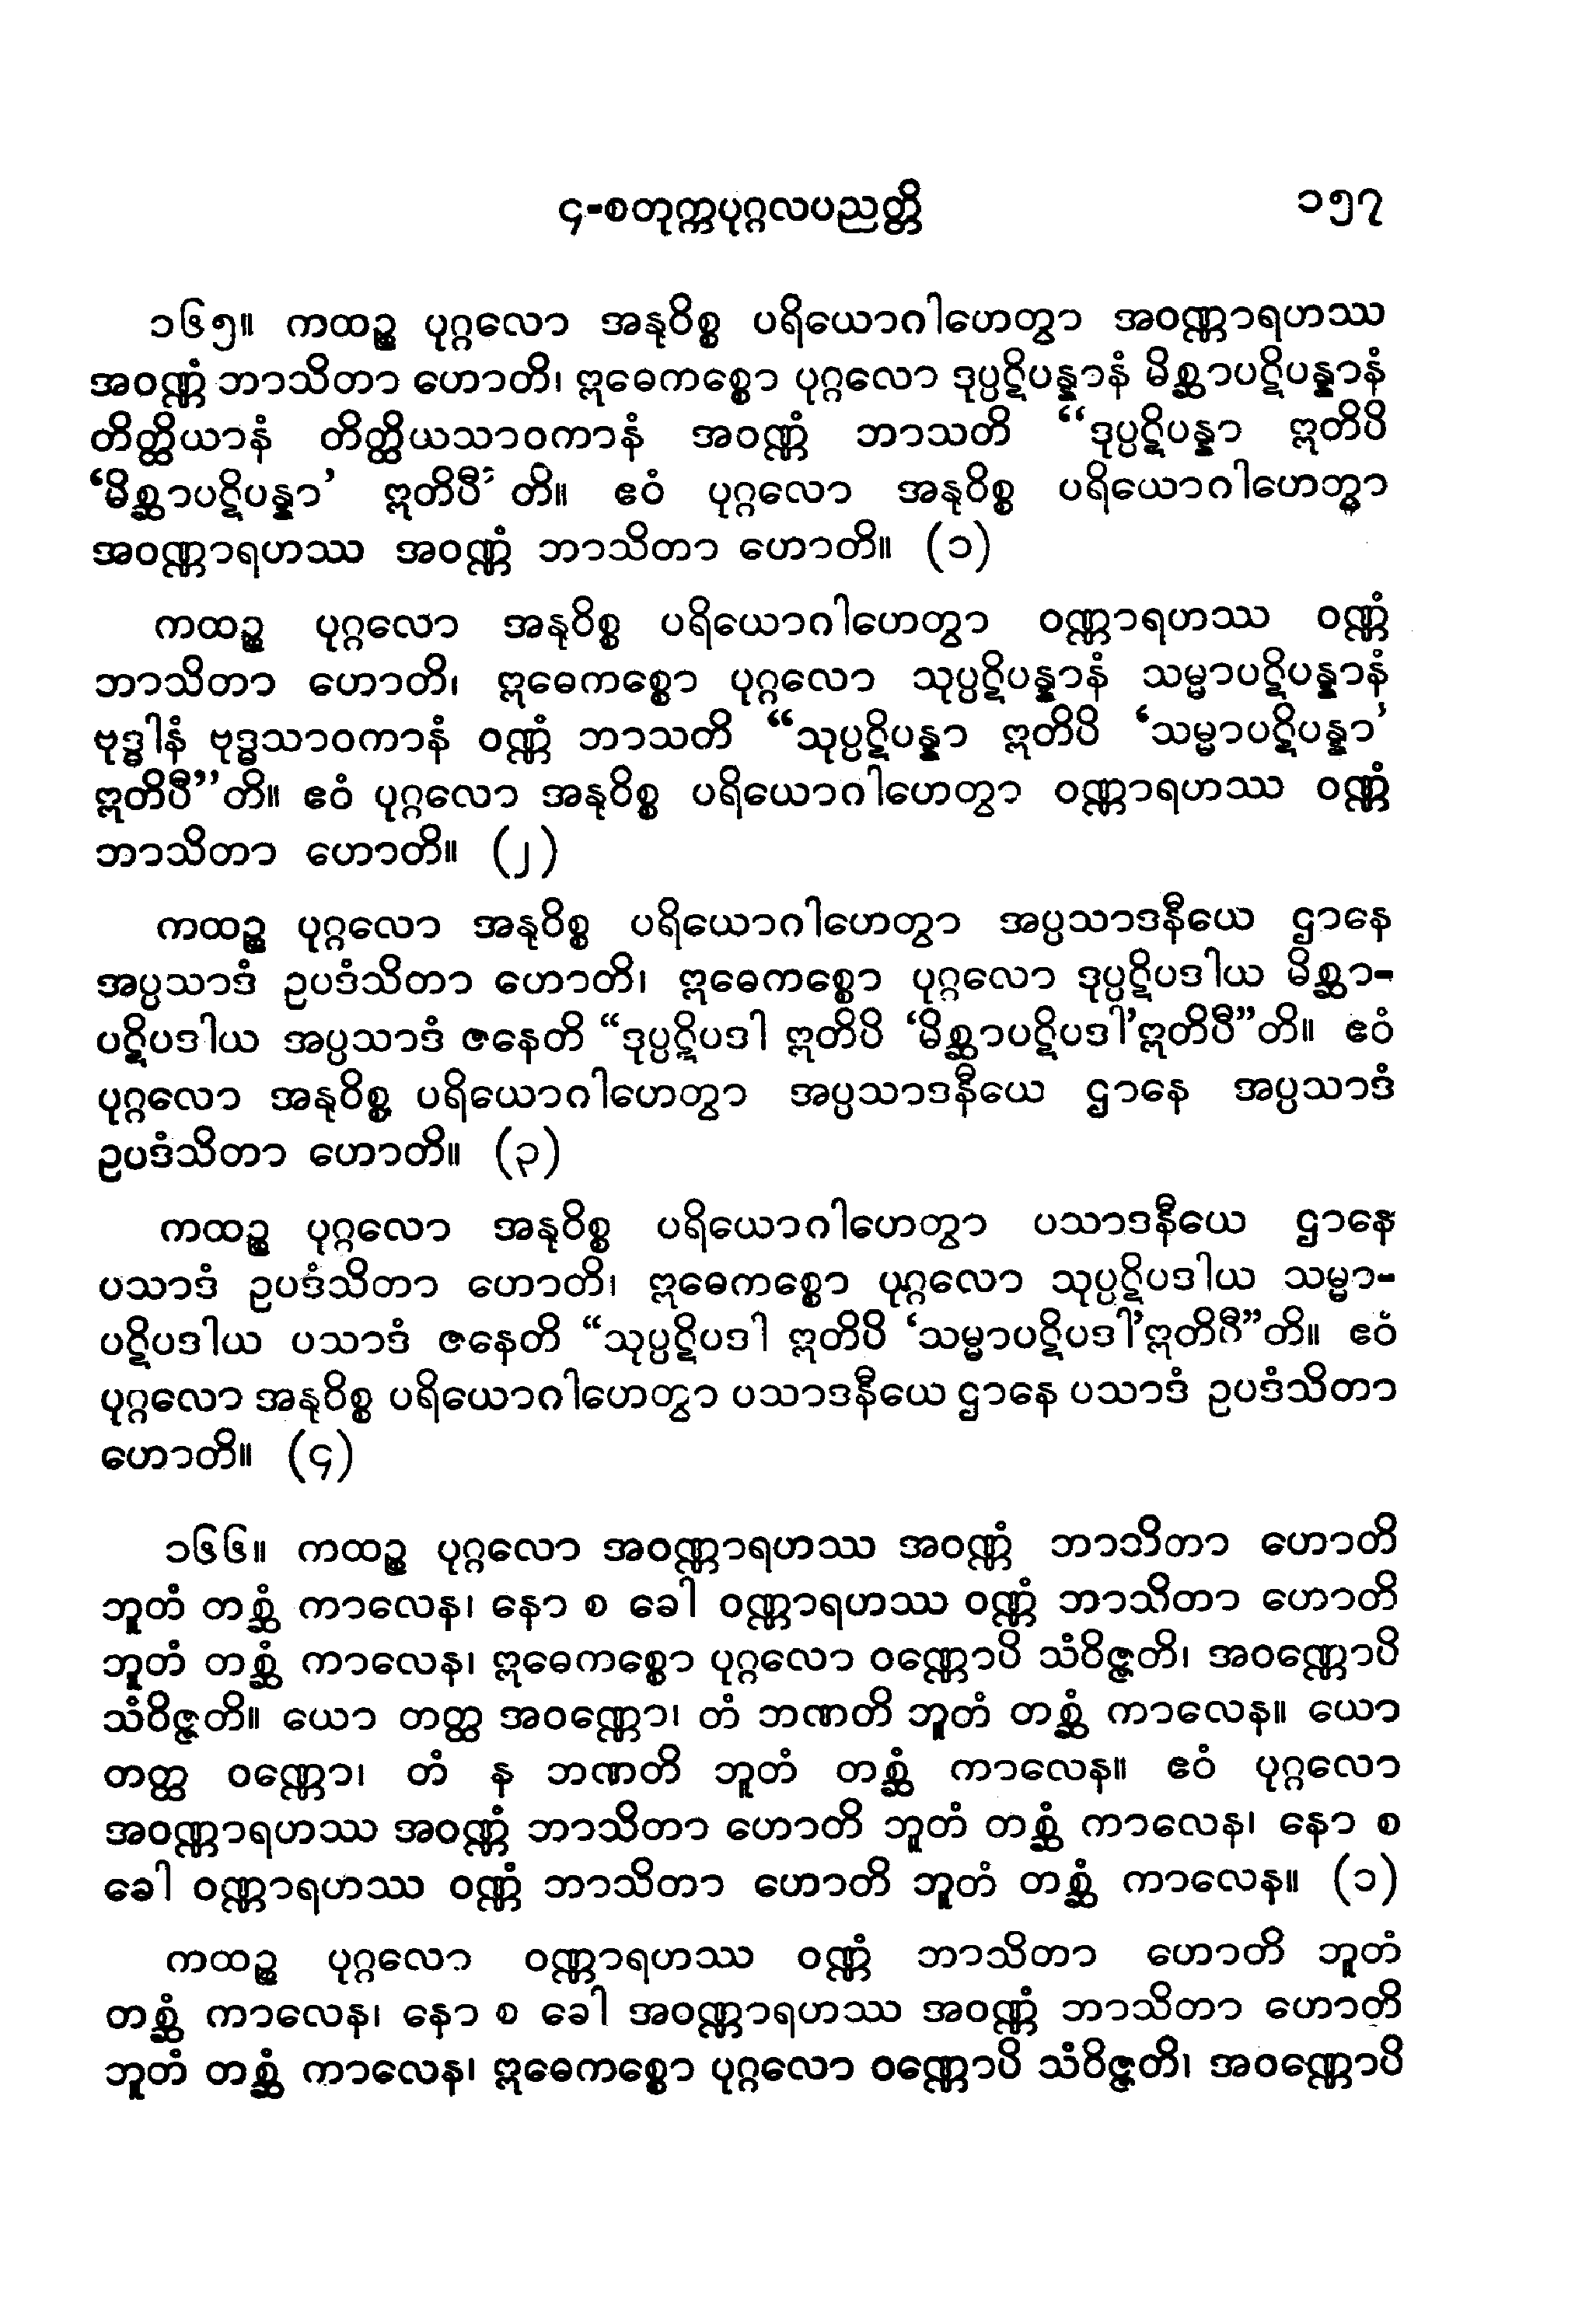 ၄-စတုက္ကပုဂ္ဂလပညတ္တိ ၁၅၇
၁၆၅။ ကထဉ္စ ပုဂ္ဂလော အနုဝိစ္စ ပရိယောဂါဟေတွာ အဝဏ္ဏာရဟဿ
အဝဏ္ဏံ ဘာသိတာ ဟောတိ၊ ဣဓေကစ္စော ပုဂ္ဂလော ဒုပ္ပဋိပန္နာနံ မိစ္ဆာပဋိပန္နာနံ
တိတ္ထိယာနံ တိတ္ထိယသာဝကာနံ အဝဏ္ဏံ ဘာသတိ “ဒုပ္ပဋိပန္နာ ဣတိပိ
‘မိစ္ဆာပဋိပန္နာ’ ဣတိပီ’ တိ။ ဧဝံ ပုဂ္ဂလော အနုဝိစ္စ ပရိယောဂါဟေတွာ
အဝဏ္ဏာရဟဿ အဝဏ္ဏံ ဘာသိတာ ဟောတိ။ (၁)
ကထဉ္စ ပုဂ္ဂလော အနုဝိစ္စ ပရိယောဂါဟေတွာ ဝဏ္ဏာရဟဿ ဝဏ္ဏံ
ဘာသိတာ ဟောတိ၊ ဣဓေကစ္စော ပုဂ္ဂလော သုပ္ပဋိပန္နာနံ သမ္မာပဋိပန္နာနံ
ဗုဒ္ဓါနံ ဗုဒ္ဓသာဝကာနံ ဝဏ္ဏံ ဘာသတိ “သုပ္ပဋိပန္နာ ဣတိပိ ‘သမ္မာပဋိပန္နာ’
ဣတိပီ”တိ။ ဧဝံ ပုဂ္ဂလော အနုဝိစ္စ ပရိယောဂါဟေတွာ ဝဏ္ဏာရဟဿ ဝဏ္ဏံ
ဘာသိတာ ဟောတိ။ (၂)
ကထဉ္စ ပုဂ္ဂလော အနုဝိစ္စ ပရိယောဂါဟေတွာ အပ္ပသာဒနီယေ ဌာနေ
အပ္ပသာဒံ ဥပဒံသိတာ ဟောတိ၊ ဣဓေကစ္စော ပုဂ္ဂလော ဒုပ္ပဋိပဒါယ မိစ္ဆာ-
ပဋိပဒါယ အပ္ပသာဒံ ဇနေတိ “ဒုပ္ပဋိပဒါ ဣတိပိ ‘မိစ္ဆာပဋိပဒါ’ဣတိပီ”တိ။ ဧဝံ
ပုဂ္ဂလော အနုဝိစ္စ ပရိယောဂါဟေတွာ အပ္ပသာဒနီယေ ဌာနေ အပ္ပသာဒံ
ဥပဒံသိတာ ဟောတိ။ (၃)
ကထဉ္စ ပုဂ္ဂလော အနုဝိစ္စ ပရိယောဂါဟေတွာ ပသာဒနီယေ ဌာနေ
ပသာဒံ ဥပဒံသိတာ ဟောတိ၊ ဣဓေကစ္စော ပုဂ္ဂလော သုပ္ပဋိပဒါယ သမ္မာ-
ပဋိပဒါယ ပသာဒံ ဇနေတိ “သုပ္ပဋိပဒါ ဣတိပိ ‘သမ္မာပဋိပဒါ’ဣတိပီ”တိ။ ဧဝံ
ပုဂ္ဂလော အနုဝိစ္စ ပရိယောဂါဟေတွာ ပသာဒနီယေ ဌာနေ ပသာဒံ ဥပဒံသိတာ
ဟောတိ။ (၄)
၁၆၆။ ကထဉ္စ ပုဂ္ဂလော အဝဏ္ဏာရဟဿ အဝဏ္ဏံ ဘာသိတာ ဟောတိ
ဘူတံ တစ္ဆံ ကာလေန၊ နော စ ခေါ ဝဏ္ဏာရဟဿ ဝဏ္ဏံ ဘာသိတာ ဟောတိ
ဘူတံ တစ္ဆံ ကာလေန၊ ဣဓေကစ္စော ပုဂ္ဂလော ဝဏ္ဏောပိ သံဝိဇ္ဇတိ၊ အဝဏ္ဏောပိ
သံဝိဇ္ဇတိ။ ယော တတ္ထ အဝဏ္ဏော၊ တံ ဘဏတိ ဘူတံ တစ္ဆံ ကာလေန။ ယော
တတ္ထ ဝဏ္ဏော၊ တံ န ဘဏတိ ဘူတံ တစ္ဆံ ကာလေန။ ဧဝံ ပုဂ္ဂလော
အဝဏ္ဏာရဟဿ အဝဏ္ဏံ ဘာသိတာ ဟောတိ ဘူတံ တစ္ဆံ ကာလေန၊ နော စ
ခေါ ဝဏ္ဏာရဟဿ ဝဏ္ဏံ ဘာသိတာ ဟောတိ ဘူတံ တစ္ဆံ ကာလေန။ (၁)
ကထဉ္စ ပုဂ္ဂလော ဝဏ္ဏာရဟဿ ဝဏ္ဏံ ဘာသိတာ ဟောတိ ဘူတံ
တစ္ဆံ ကာလေန၊ နော စ ခေါ အဝဏ္ဏာရဟဿ အဝဏ္ဏံ ဘာသိတာ ဟောတိ
ဘူတံ တစ္ဆံ ကာလေန၊ ဣဓေကစ္စော ပုဂ္ဂလော ဝဏ္ဏောပိ သံဝိဇ္ဇတိ၊ အဝဏ္ဏောပိ